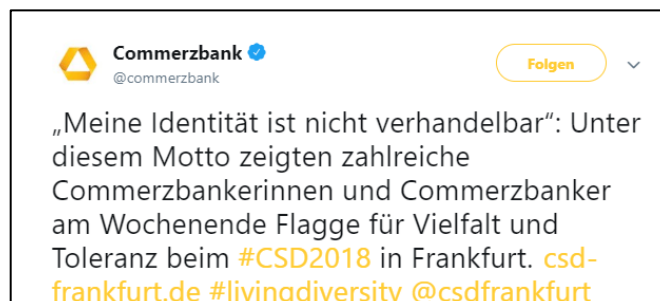 Commerzbank
@commerzbank
Folgen
„Meine Identität ist nicht verhandelbar“: Unter
diesem Motto zeigten zahlreiche
Commerzbankerinnen und Commerzbanker
am Wochenende Flagge für Vielfalt und
Toleranz beim #CSD2018 in Frankfurt. csd-
frankfurt.de #livingdiversity @csdfrankfurt